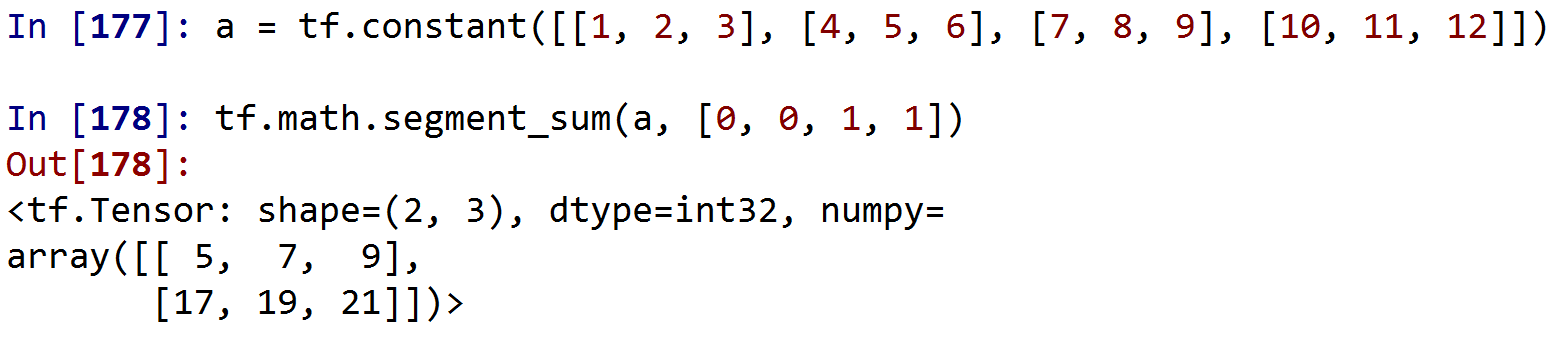 In [177]: a = tf.constant([[1, 2, 3], [4, 5, 6], [7, 8, 9], [10, 11, 12]])
In [178]: tf.math.segment_sum(a, [0, 0, 1, 1])
Out[178]:
<tf.Tensor: shape=(2, 3), dtype=int32, numpy=
array([[ 5,  7,  9],
       [17, 19, 21]])>